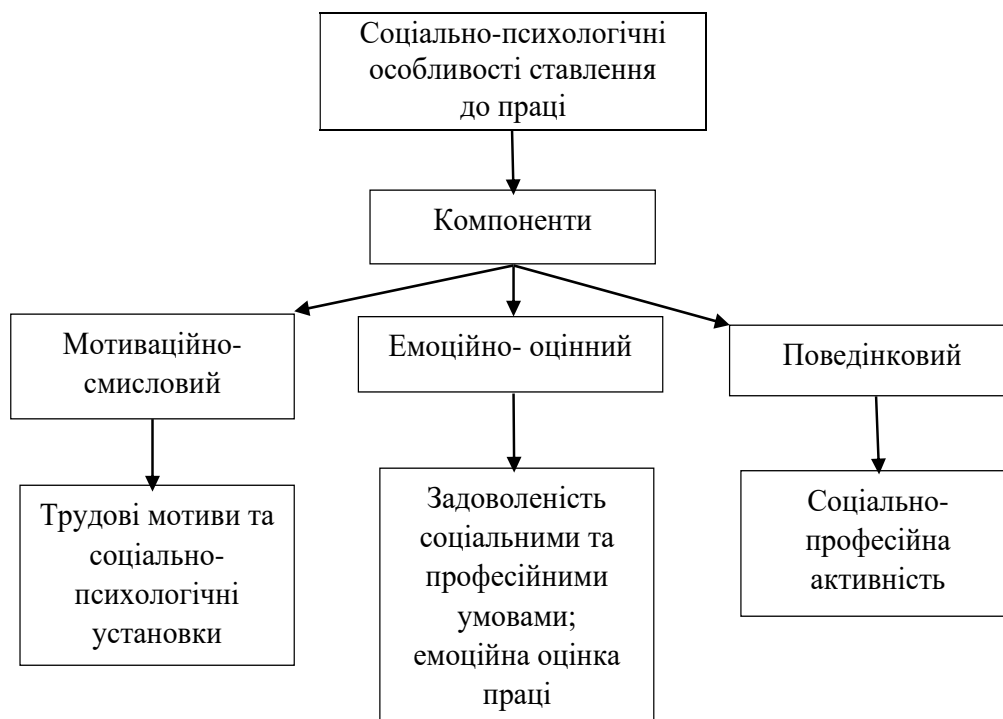 Соціально-психологічні
особливості ставлення
до праці
Компоненти
Мотиваційно-
смисловий
Емоційно- оцінний
Поведінковий
Трудові мотиви та
соціально-
психологічні
установки
Задоволеність
соціальними та
професійними
умовами;
емоційна оцінка
праці
Соціально-
професійна
активність